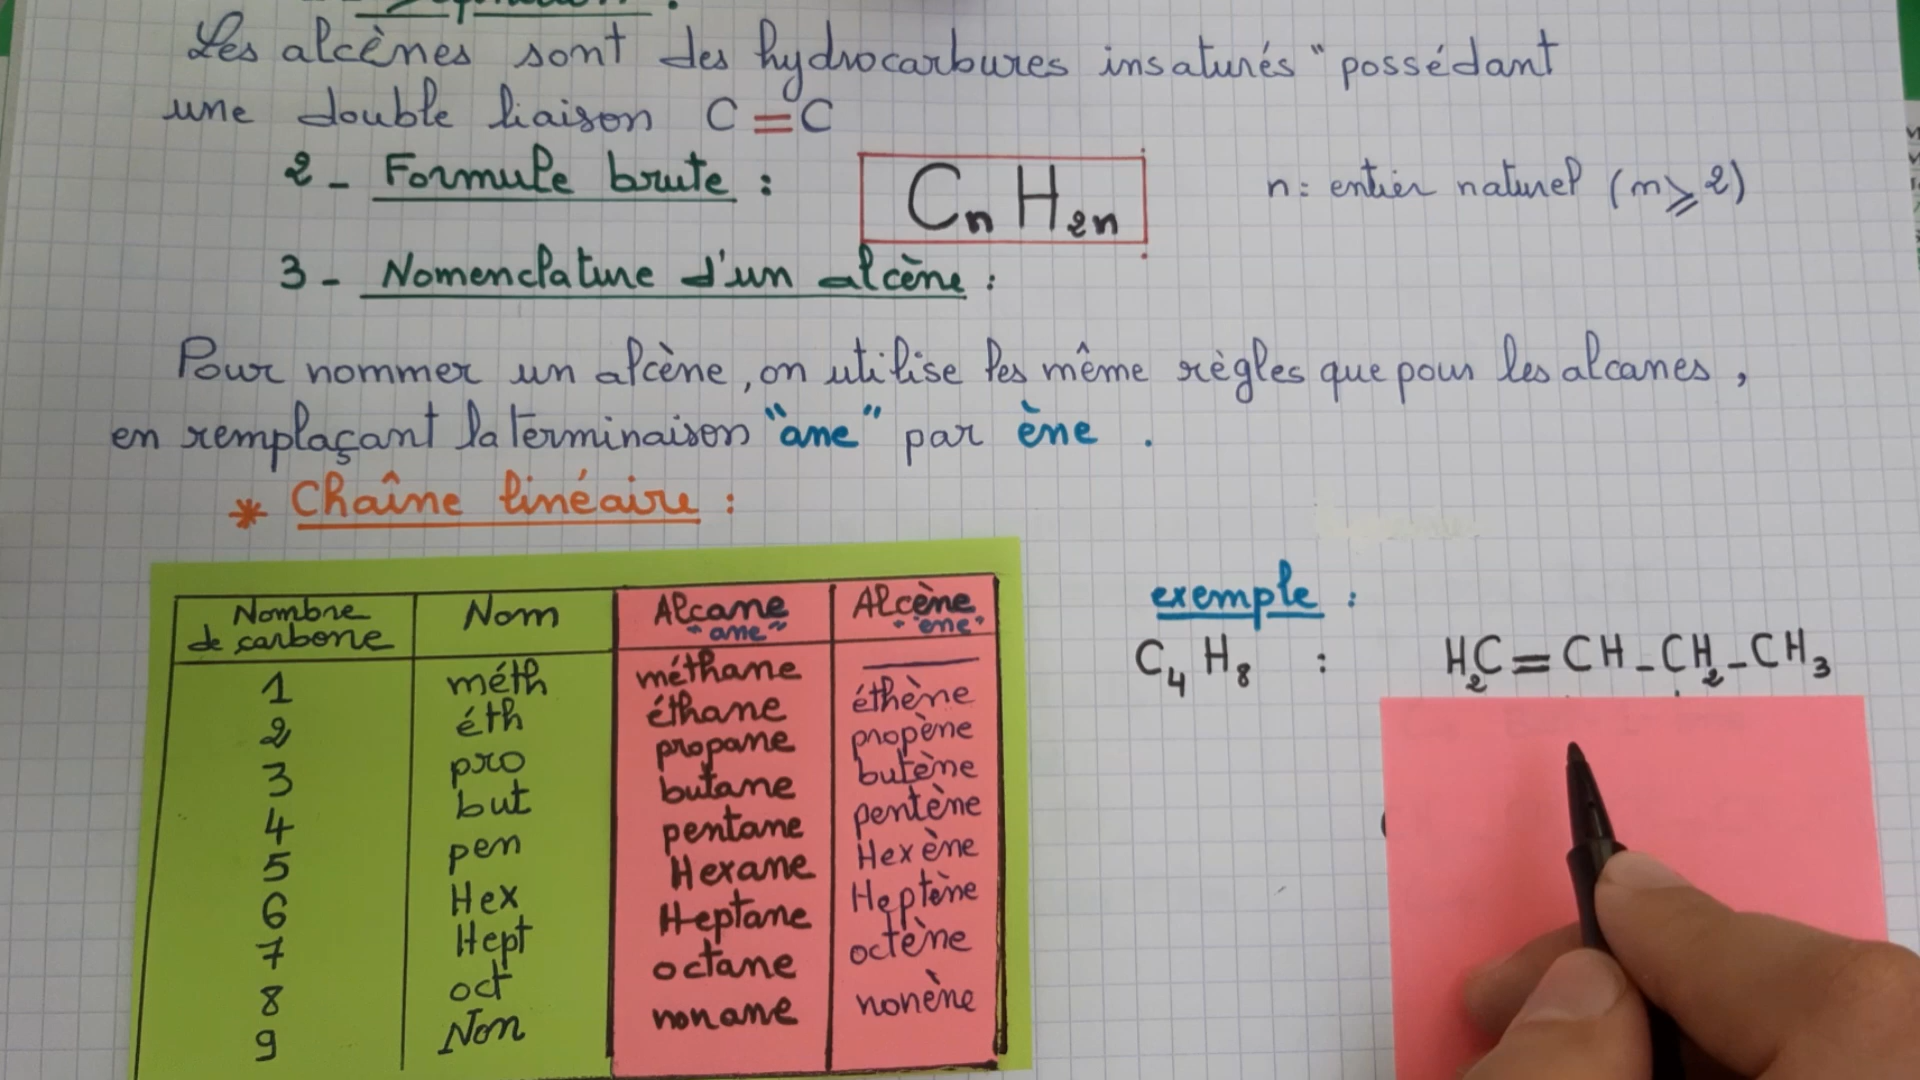 Les alcènes sont des hydrocarbures insaturés " possédant
une double liaison C=C
2 - Formule brute :
CnH2n
n: entier naturel (n⩾2)
3 - Nomenclature d'un alcène :
Pour nommer un alcène, on utilise les même règles que pour les alcanes,
en remplaçant la terminaison "ane" par ène .
* Chaîne linéaire :
Nombre de carbone Nom Alcane "ane" Alcène "ène"
1 méth méthane ―
2 éth éthane éthène
3 pro propane propène
4 but butane butène
5 pen pentane pentène
6 Hex Hexane Hexène
7 Hept Heptane Heptène
8 oct octane octène
9 Non nonane nonène
exemple :
C4H8 : H2C=CH-CH2-CH3